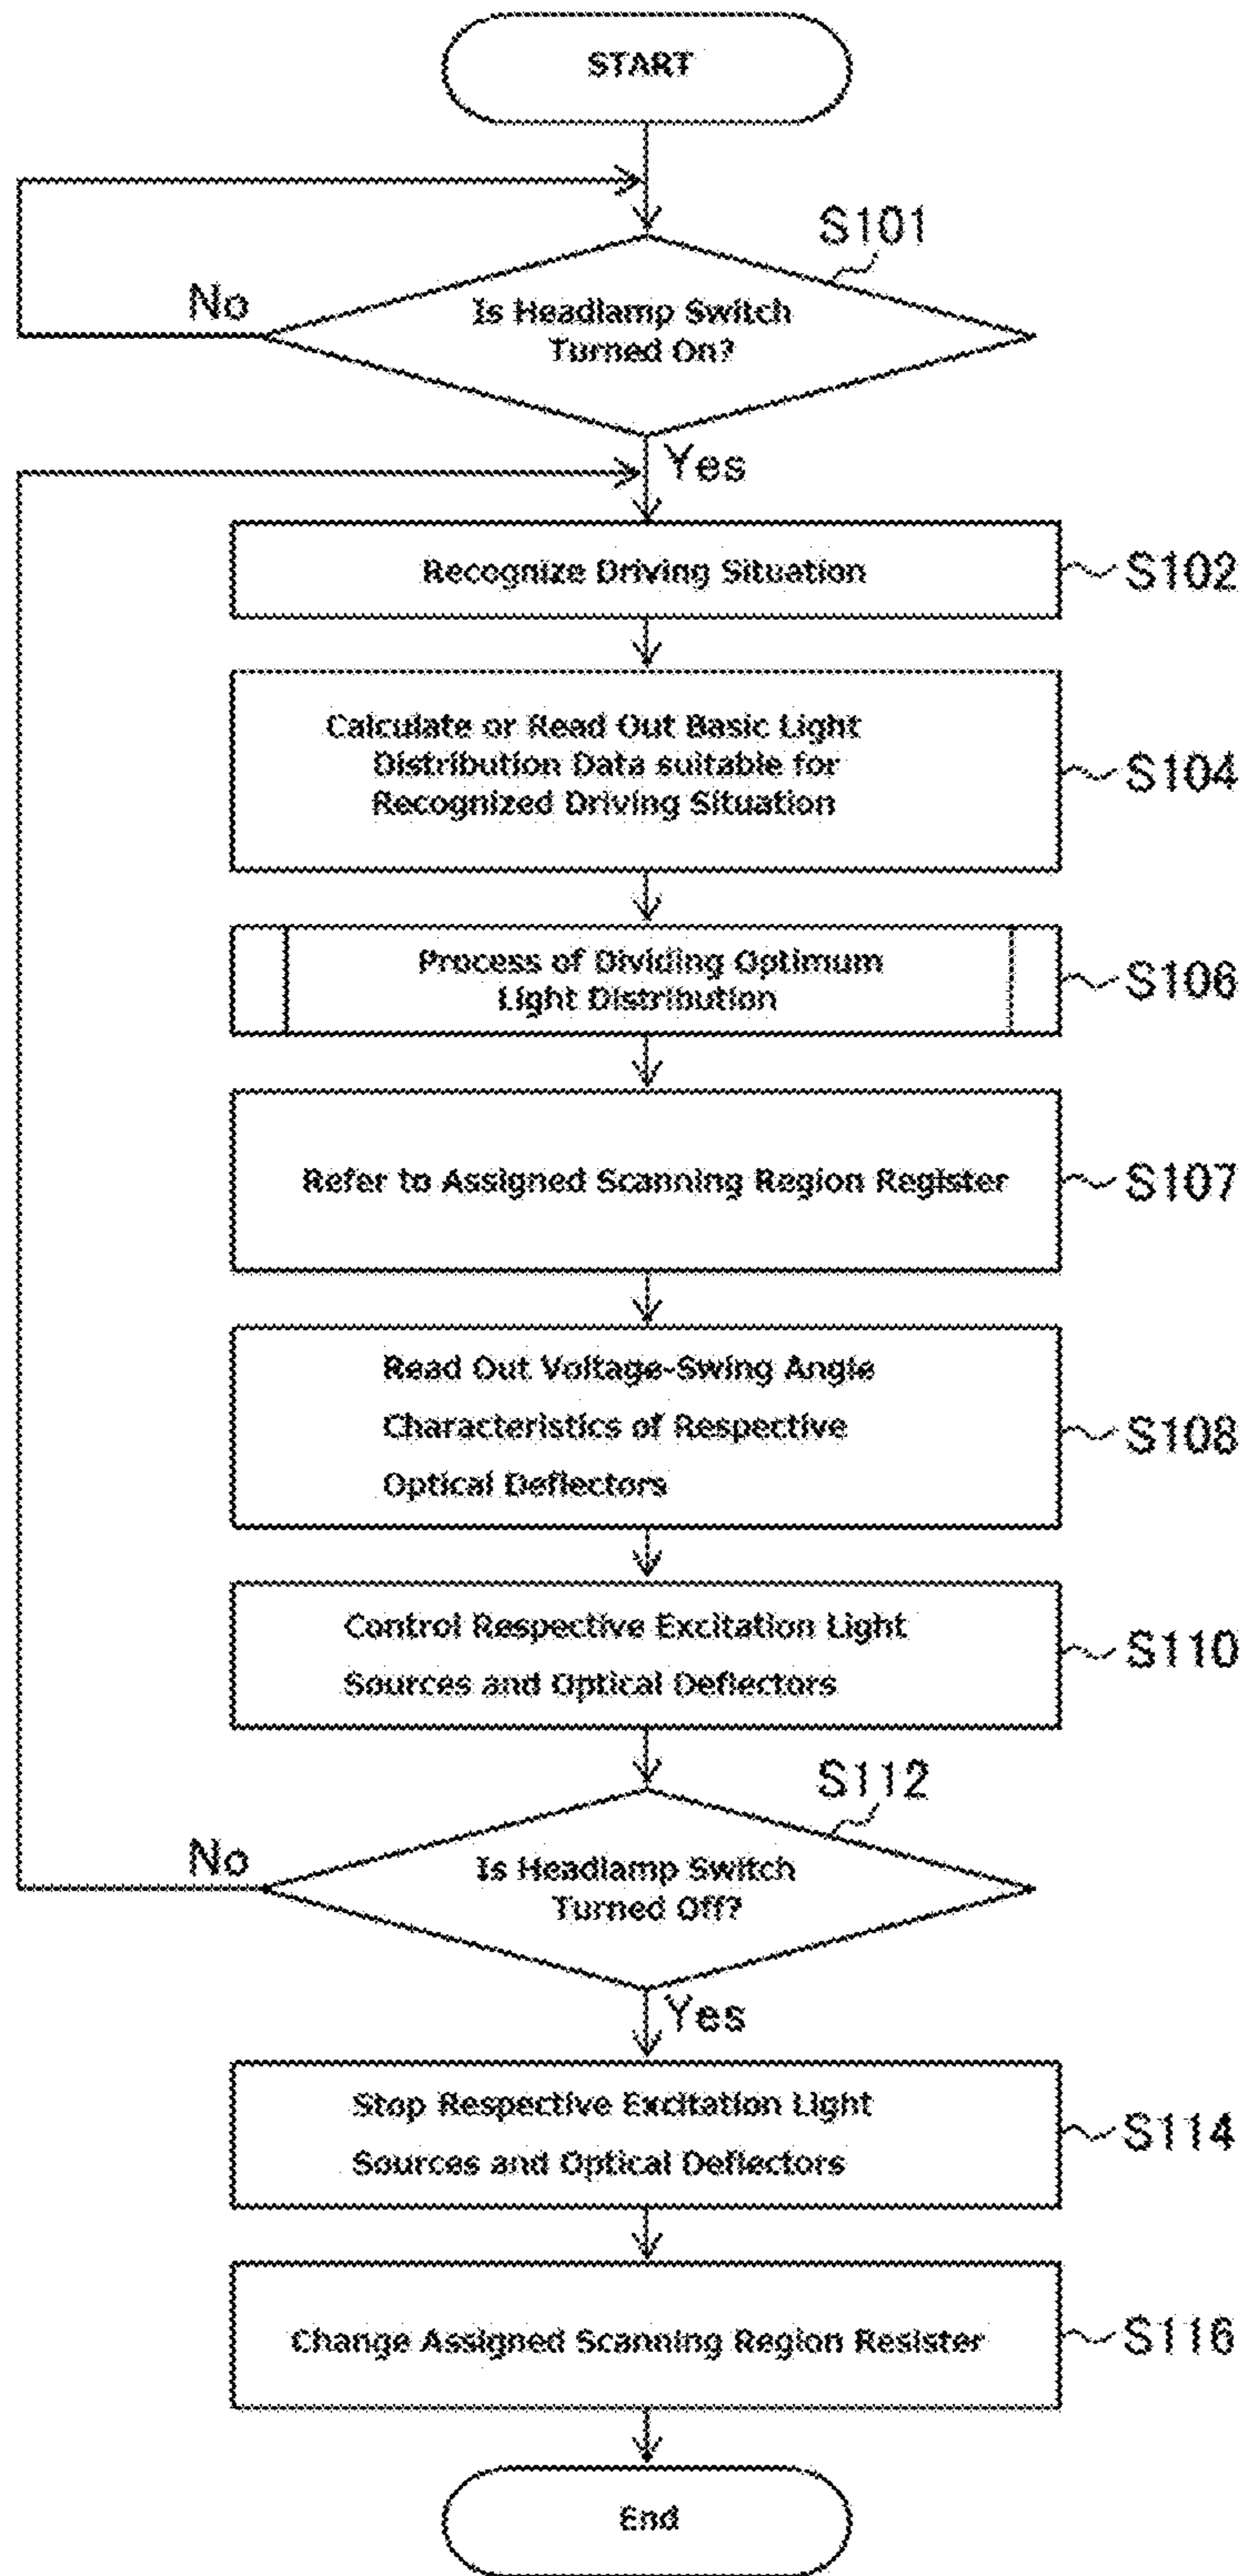 START
S101
No
Is Headlamp Switch
Turned On?
Yes
Recognize Driving Situation
S102
Calculate or Read Out Basic Light
Distribution Data suitable for
Recognized Driving Situation
S104
Process of Dividing Optimum
Light Distribution
S106
Refer to Assigned Scanning Region Register
S107
Read Out Voltage-Swing Angle
Characteristics of Respective
Optical Deflectors
S108
Control Respective Excitation Light
Sources and Optical Deflectors
S110
S112
No
Is Headlamp Switch
Turned Off?
Yes
Stop Respective Excitation Light
Sources and Optical Deflectors
S114
Change Assigned Scanning Region Resister
S116
End